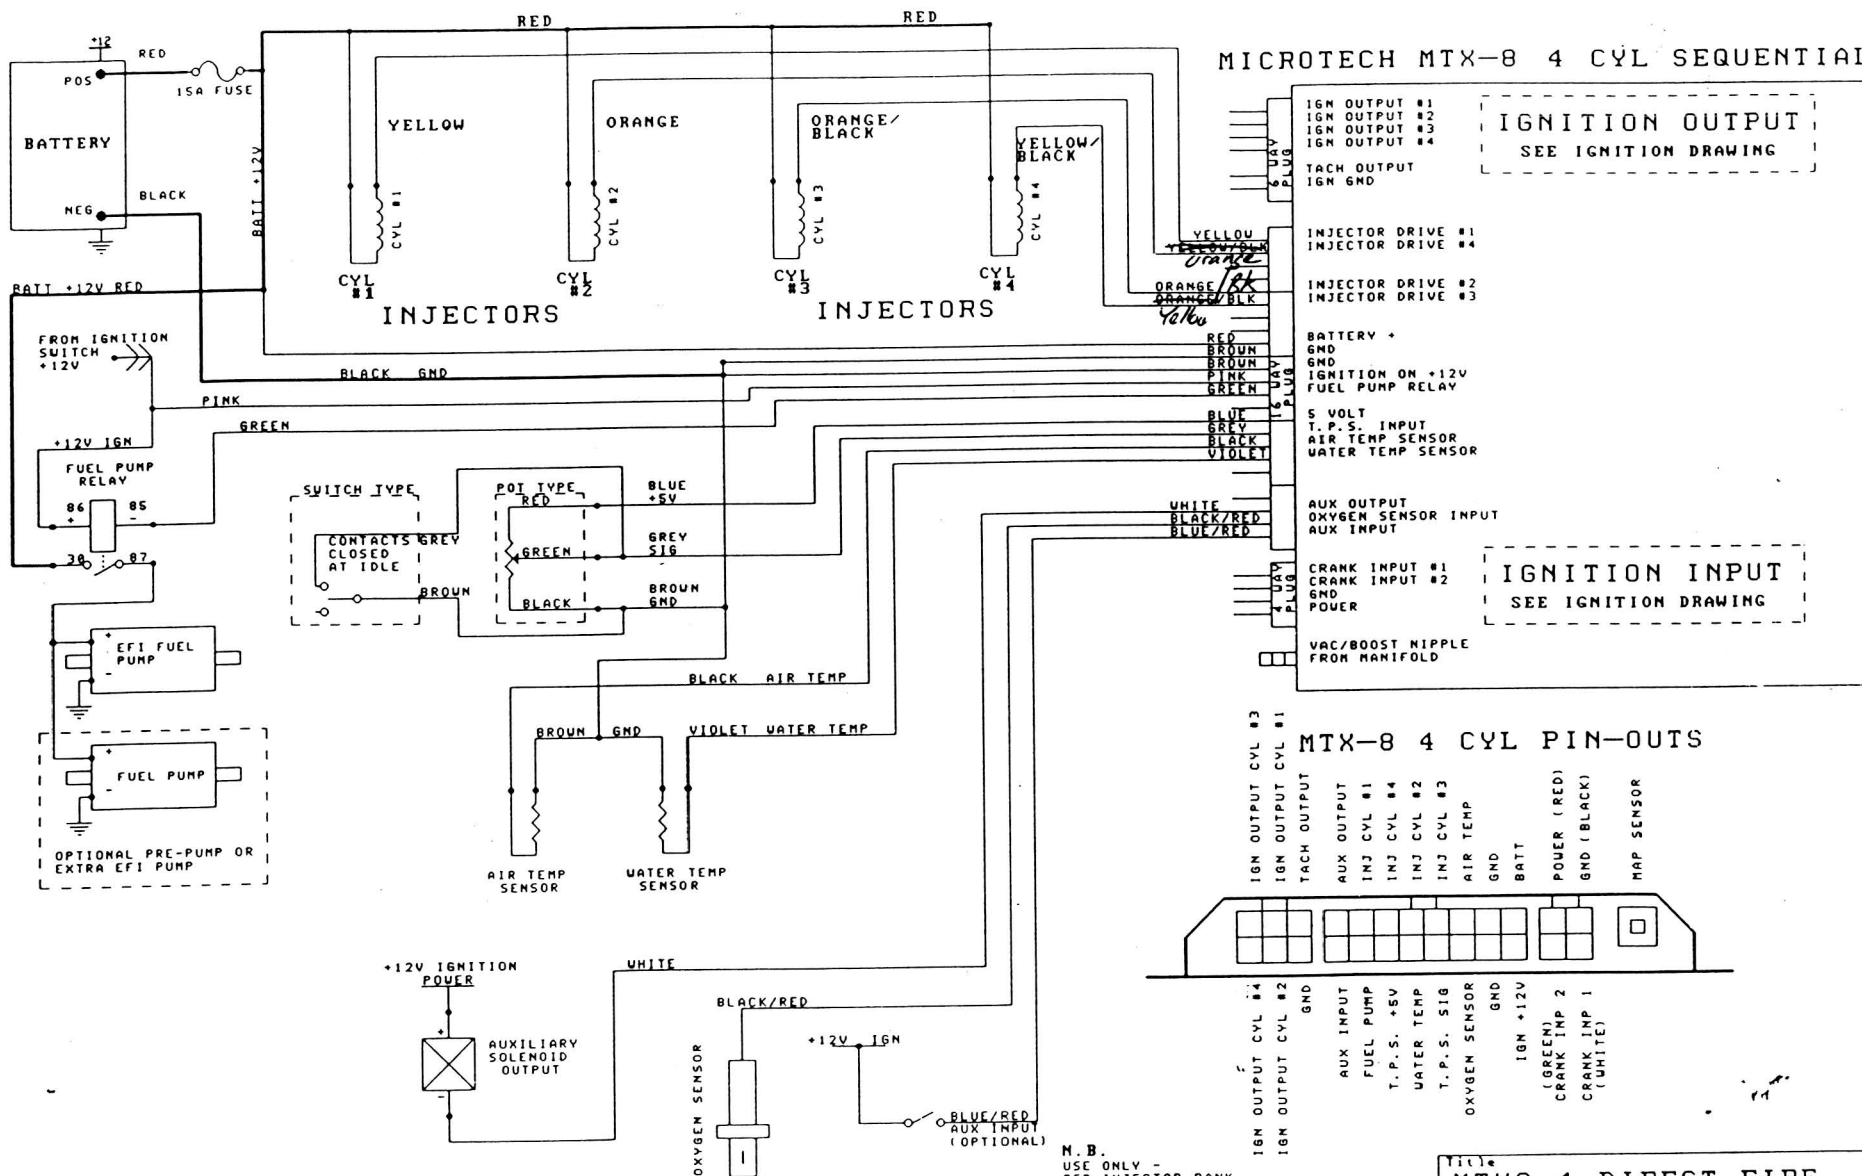 MICROTECH MTX-8 4 CYL SEQUENTIAL
+12
RED
POS
15A FUSE
BATTERY
NEG
BLACK
BATT +12V
RED
RED
YELLOW
ORANGE
ORANGE/
BLACK
YELLOW/
BLACK
CYL #1
CYL #2
CYL #3
CYL #4
CYL
#1
CYL
#2
CYL
#3
CYL
#4
INJECTORS
INJECTORS
BATT +12V RED
FROM IGNITION
SWITCH
+12V
BLACK GND
PINK
GREEN
+12V IGN
FUEL PUMP
RELAY
86
+
85
-
30
87
+
EFI FUEL
PUMP
-
+
FUEL PUMP
-
OPTIONAL PRE-PUMP OR
EXTRA EFI PUMP
SWITCH TYPE
CONTACTS
CLOSED
AT IDLE
GREY
BROWN
POT TYPE
RED
GREEN
BLACK
BLUE
+5V
GREY
SIG
BROWN
GND
BLACK AIR TEMP
BROWN GND
VIOLET WATER TEMP
AIR TEMP
SENSOR
WATER TEMP
SENSOR
+12V IGNITION
POWER
+
AUXILIARY
SOLENOID
OUTPUT
-
WHITE
BLACK/RED
OXYGEN SENSOR
+12V IGN
BLUE/RED
AUX INPUT
(OPTIONAL)
N.B.
USE ONLY -
6 WAY
PLUG
IGN OUTPUT #1
IGN OUTPUT #2
IGN OUTPUT #3
IGN OUTPUT #4
TACH OUTPUT
IGN GND
IGNITION OUTPUT
SEE IGNITION DRAWING
YELLOW
INJECTOR DRIVE #1
YELLOW/BLK
Orange
INJECTOR DRIVE #4
ORANGE /BK
INJECTOR DRIVE #2
ORANGE/BLK
INJECTOR DRIVE #3
RED
BATTERY +
BROWN
GND
BROWN
GND
PINK
IGNITION ON +12V
GREEN
FUEL PUMP RELAY
16 WAY
PLUG
BLUE
5 VOLT
GREY
T.P.S. INPUT
BLACK
AIR TEMP SENSOR
VIOLET
WATER TEMP SENSOR
AUX OUTPUT
WHITE
OXYGEN SENSOR INPUT
BLACK/RED
AUX INPUT
BLUE/RED
4 WAY
PLUG
CRANK INPUT #1
CRANK INPUT #2
GND
POWER
IGNITION INPUT
SEE IGNITION DRAWING
VAC/BOOST NIPPLE
FROM MANIFOLD
MTX-8 4 CYL PIN-OUTS
IGN OUTPUT CYL #3
IGN OUTPUT CYL #1
TACH OUTPUT
AUX OUTPUT
INJ CYL #1
INJ CYL #4
INJ CYL #2
INJ CYL #3
AIR TEMP
GND
BATT
POWER (RED)
GND (BLACK)
MAP SENSOR
IGN OUTPUT CYL #4
IGN OUTPUT CYL #2
GND
AUX INPUT
FUEL PUMP
T.P.S. +5V
WATER TEMP
T.P.S. SIG
OXYGEN SENSOR
GND
IGN +12V
(GREEN)
CRANK INP 2
CRANK INP 1
(WHITE)
Title